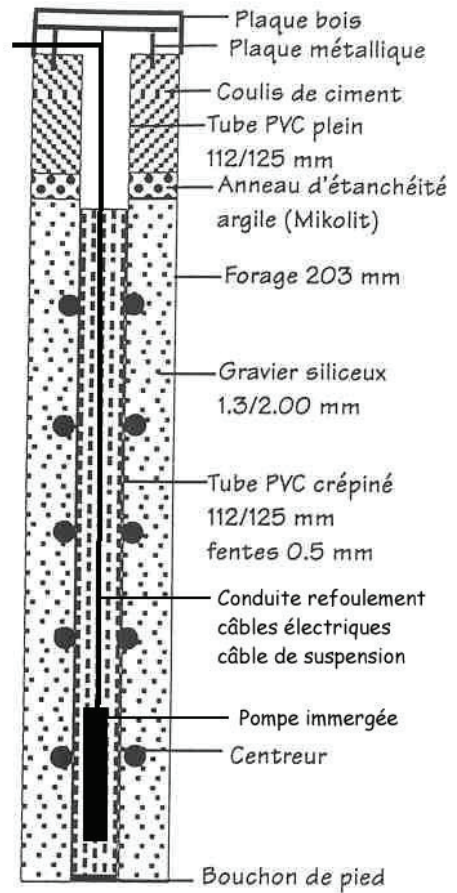 Plaque bois
Plaque métallique
Coulis de ciment
Tube PVC plein
112/125 mm
Anneau d'étanchéité
argile (Mikolit)
Forage 203 mm
Gravier siliceux
1.3/2.00 mm
Tube PVC crépiné
112/125 mm
fentes 0.5 mm
Conduite refoulement
câbles électriques
câble de suspension
Pompe immergée
Centreur
Bouchon de pied